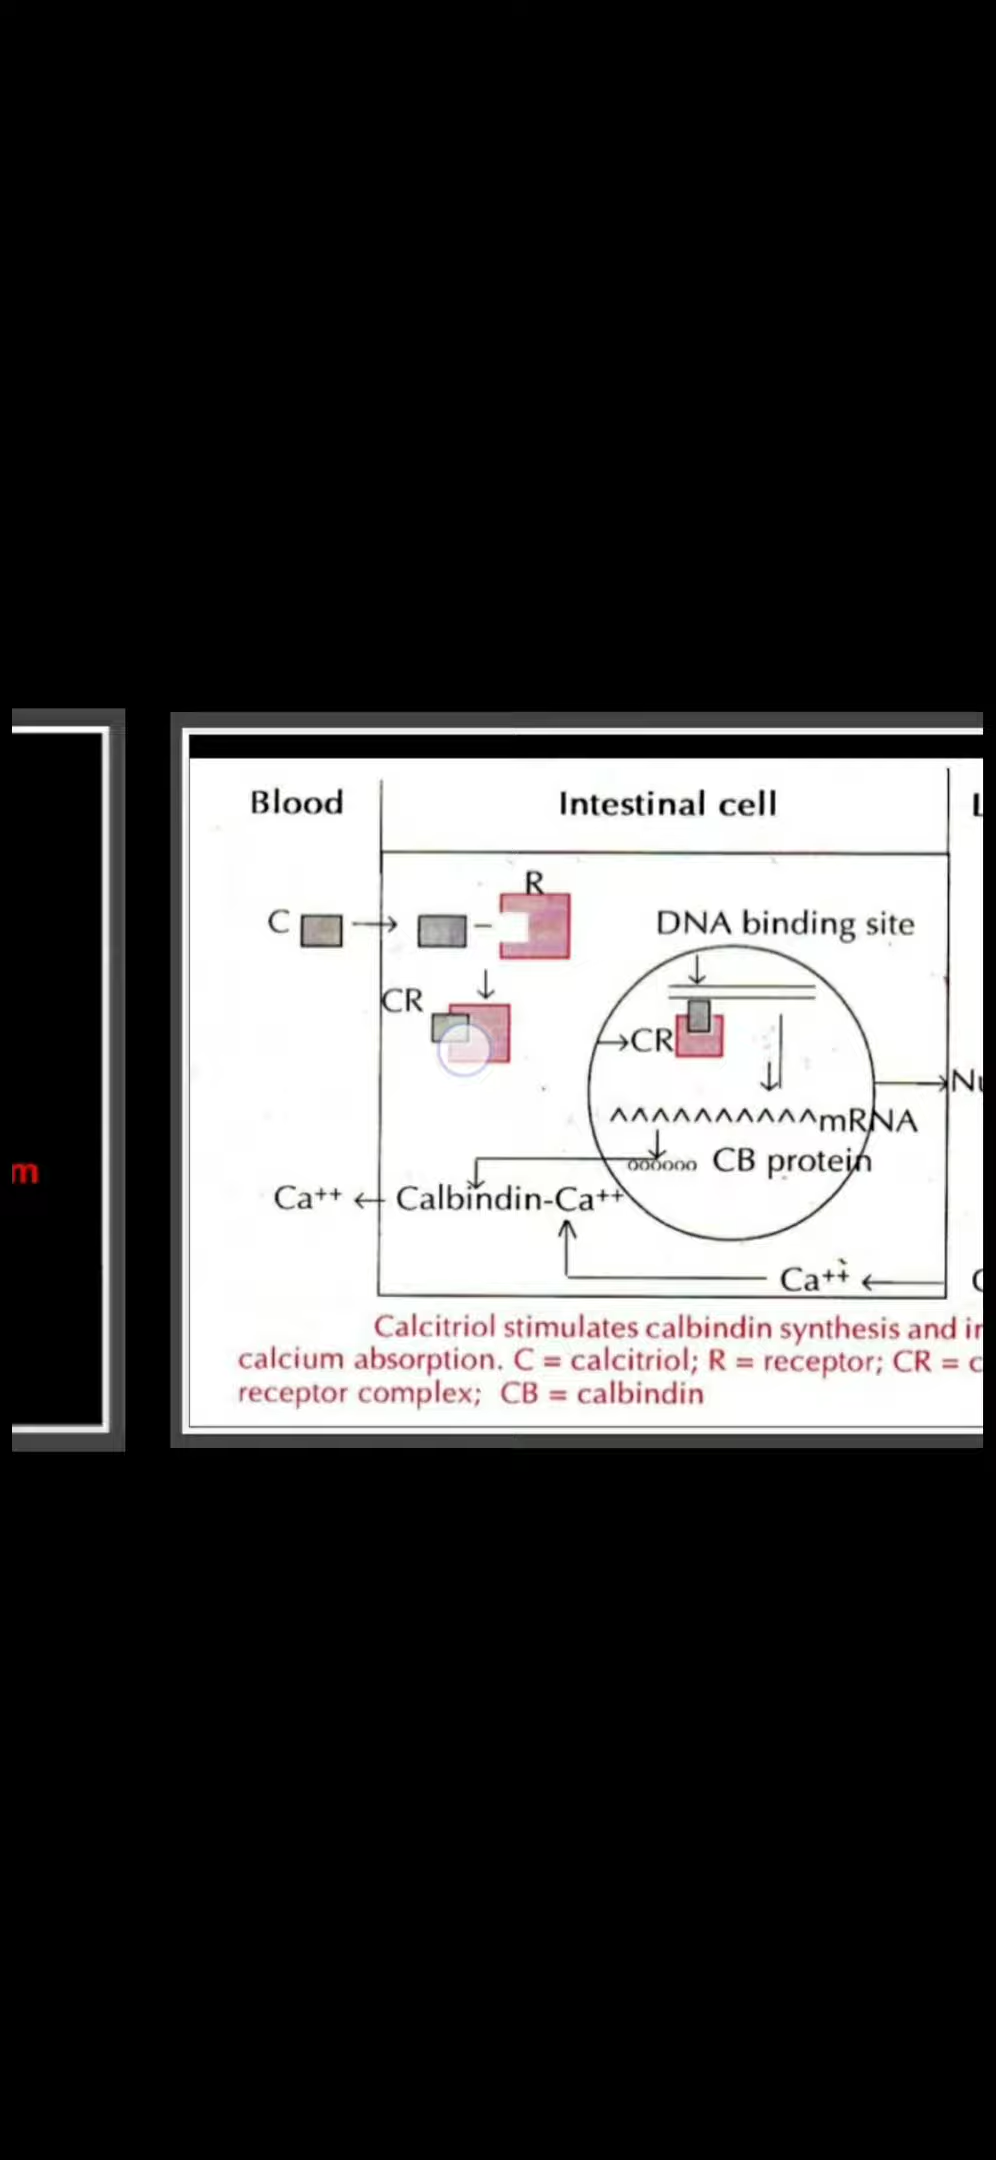 m
Blood
Intestinal cell
R
C
DNA binding site
CR
→CR
^^^^^^^^^^mRNA
oooooo CB protein
Ca++ ← Calbindin-Ca++
Ca++ ←
Calcitriol stimulates calbindin synthesis and
calcium absorption. C = calcitriol; R = receptor; CR =
receptor complex; CB = calbindin